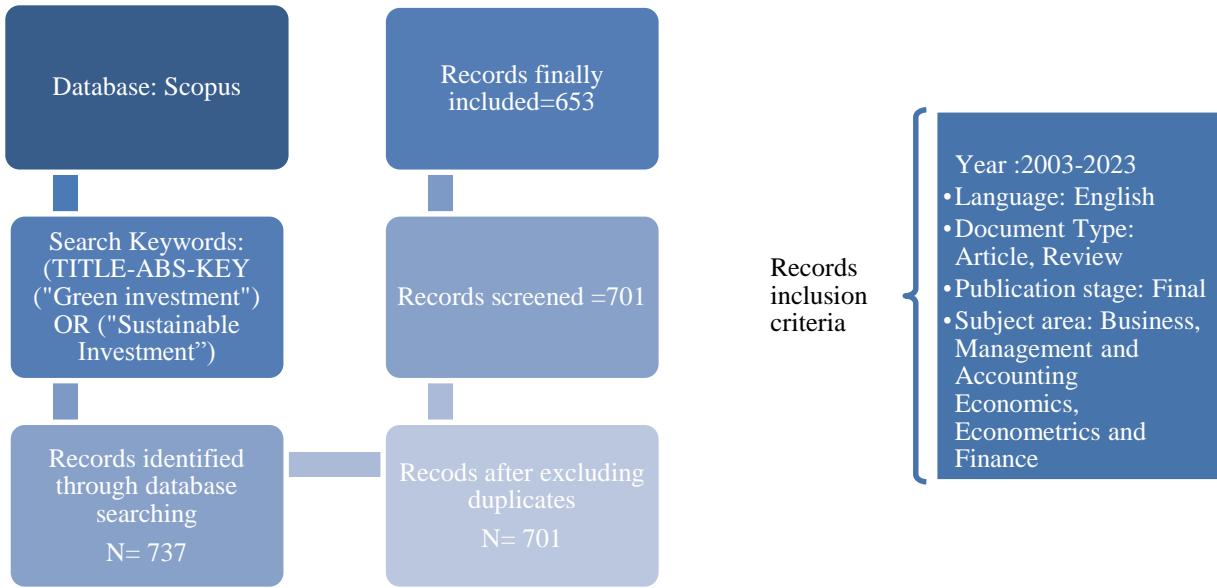 Database: Scopus
Search Keywords:
(TITLE-ABS-KEY
("Green investment")
OR ("Sustainable
Investment”)
Records identified
through database
searching
N= 737
Recods after excluding
duplicates
N= 701
Records screened =701
Records finally
included=653
Records
inclusion
criteria
Year :2003-2023
•Language: English
•Document Type:
Article, Review
•Publication stage: Final
•Subject area: Business,
Management and
Accounting
Economics,
Econometrics and
Finance